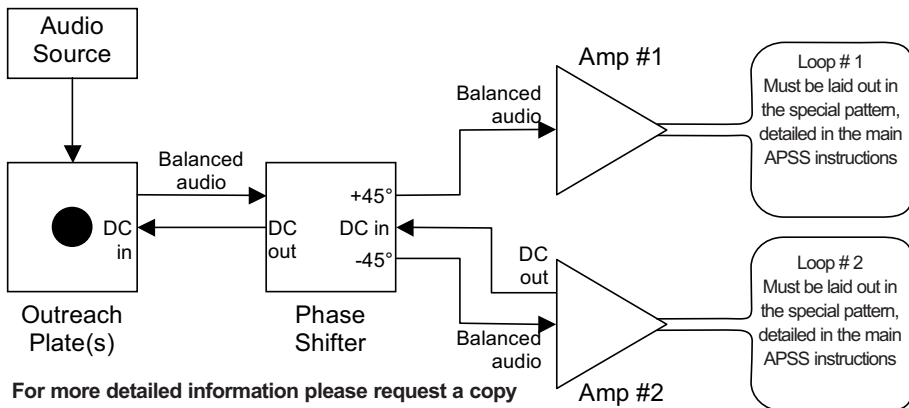 Audio
Source
Amp #1
Loop # 1
Must be laid out in
the special pattern,
detailed in the main
APSS instructions
Balanced
audio
Balanced
audio
+45°
DC in
-45°
DC
in
DC
out
DC
out
Outreach
Plate(s)
Phase
Shifter
Balanced
audio
Loop # 2
Must be laid out in
the special pattern,
detailed in the main
APSS instructions
Amp #2
For more detailed information please request a copy